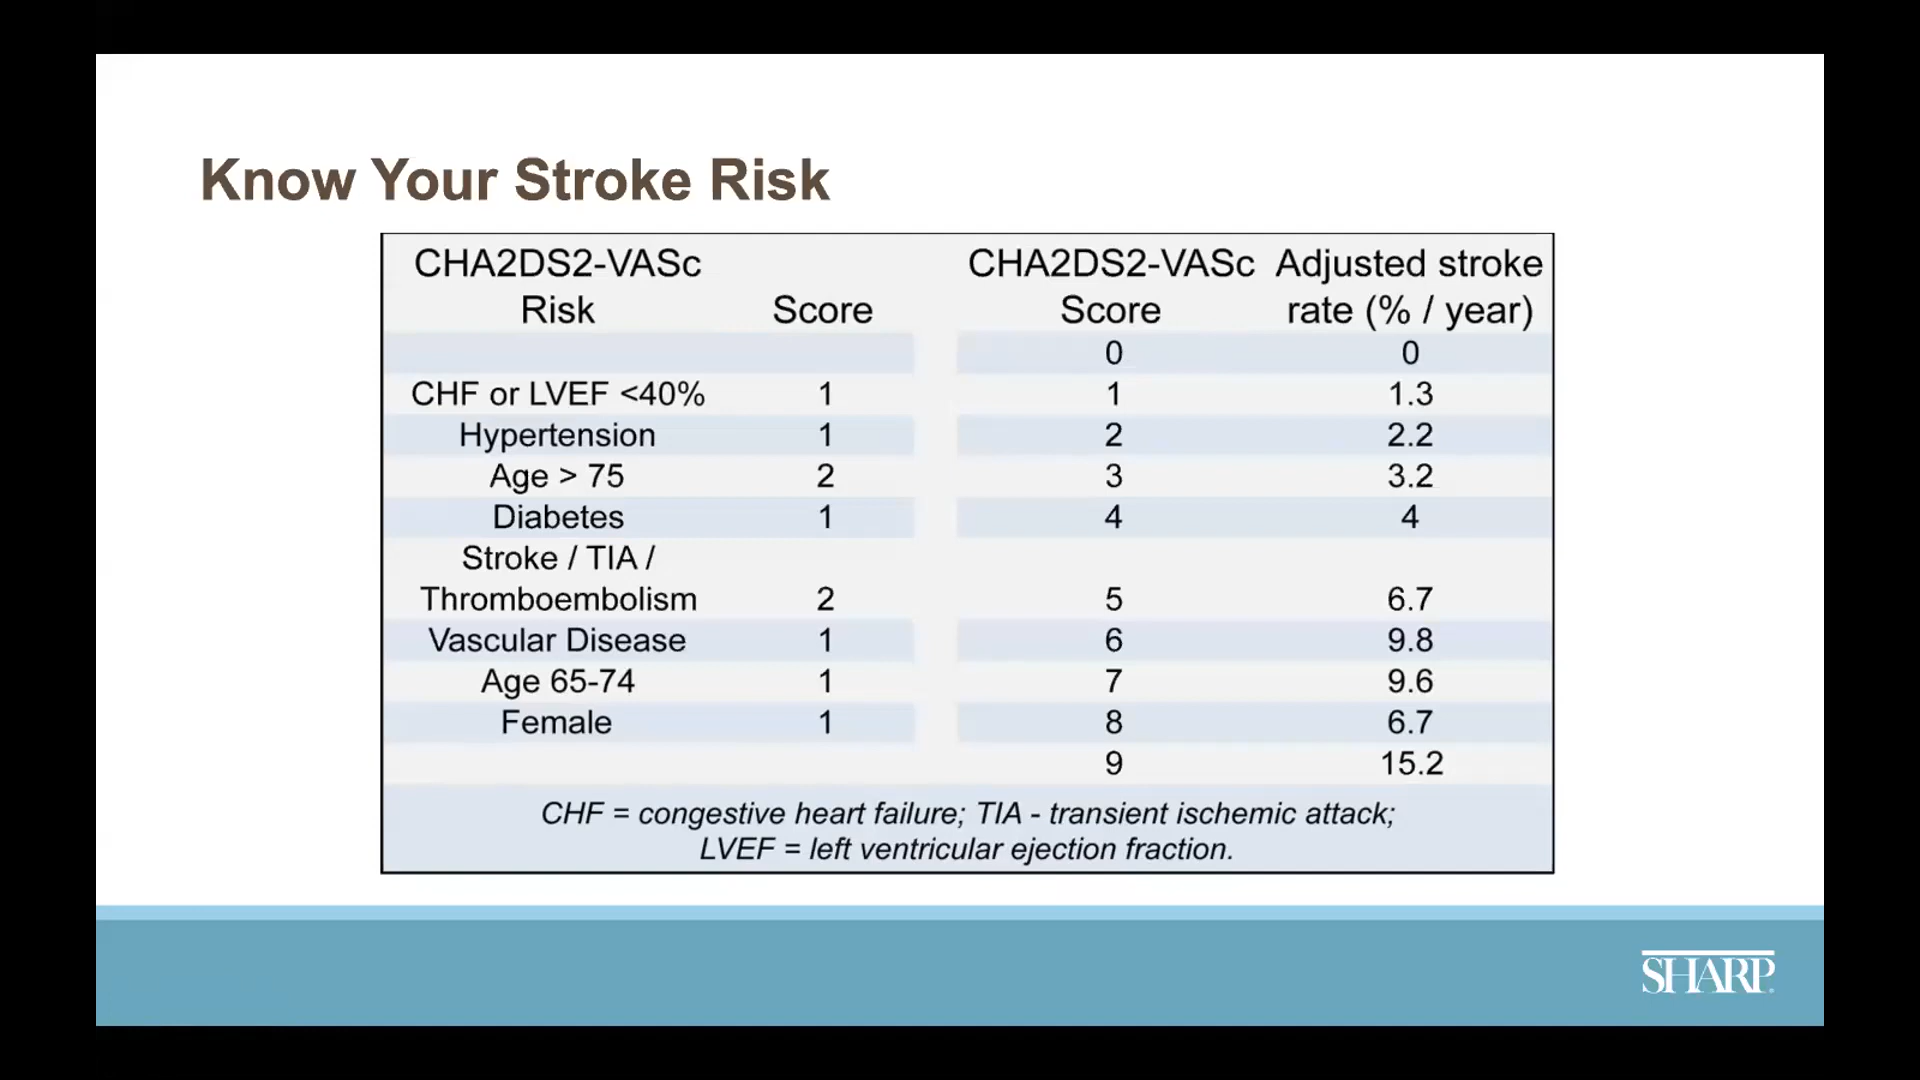 Know Your Stroke Risk
CHA2DS2-VASc CHA2DS2-VASc Adjusted stroke
Risk Score Score rate (% / year)
0 0
CHF or LVEF <40% 1 1 1.3
Hypertension 1 2 2.2
Age > 75 2 3 3.2
Diabetes 1 4 4
Stroke / TIA /
Thromboembolism 2 5 6.7
Vascular Disease 1 6 9.8
Age 65-74 1 7 9.6
Female 1 8 6.7
9 15.2
CHF = congestive heart failure; TIA - transient ischemic attack;
LVEF = left ventricular ejection fraction.
SHARP